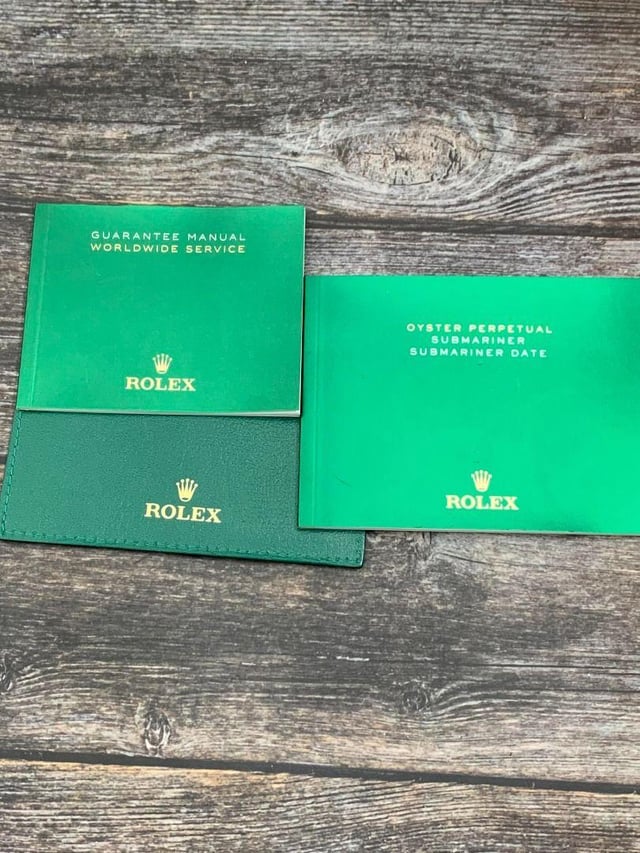 GUARANTEE MANUAL
WORLDWIDE SERVICE
ROLEX
ROLEX
OYSTER PERPETUAL
SUBMARINER
SUBMARINER DATE
ROLEX